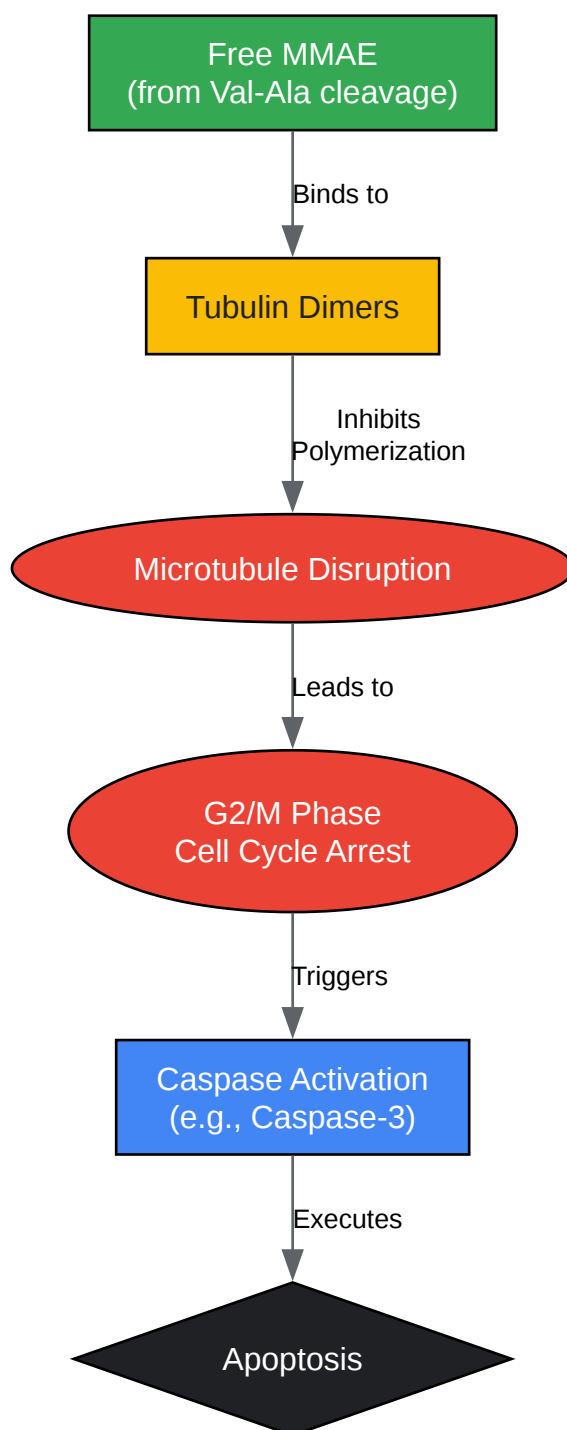 Free MMAE
(from Val-Ala cleavage)
Binds to
Tubulin Dimers
Inhibits
Polymerization
Microtubule Disruption
Leads to
G2/M Phase
Cell Cycle Arrest
Triggers
Caspase Activation
(e.g., Caspase-3)
Executes
Apoptosis